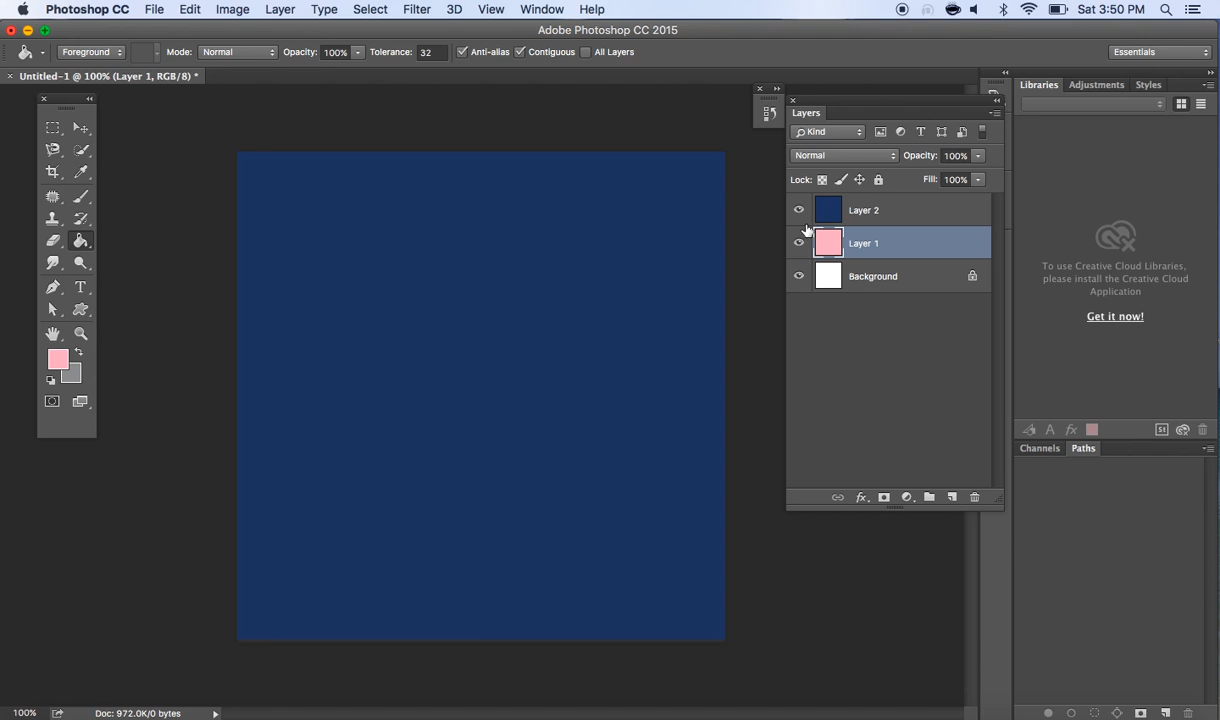 Photoshop CC File Edit Image Layer Type Select Filter 3D View Window Help Sat 3:50 PM
Adobe Photoshop CC 2015
Foreground Mode: Normal Opacity: 100% Tolerance: 32 Anti-alias Contiguous All Layers Essentials
Untitled-1 @ 100% (Layer 1, RGB/8) *
Libraries Adjustments Styles
Layers
Kind
Normal Opacity: 100%
Lock: Fill: 100%
Layer 2
Layer 1
Background
To use Creative Cloud Libraries,
please install the Creative Cloud
Application
Get it now!
Channels Paths
100% Doc: 972.0K/0 bytes